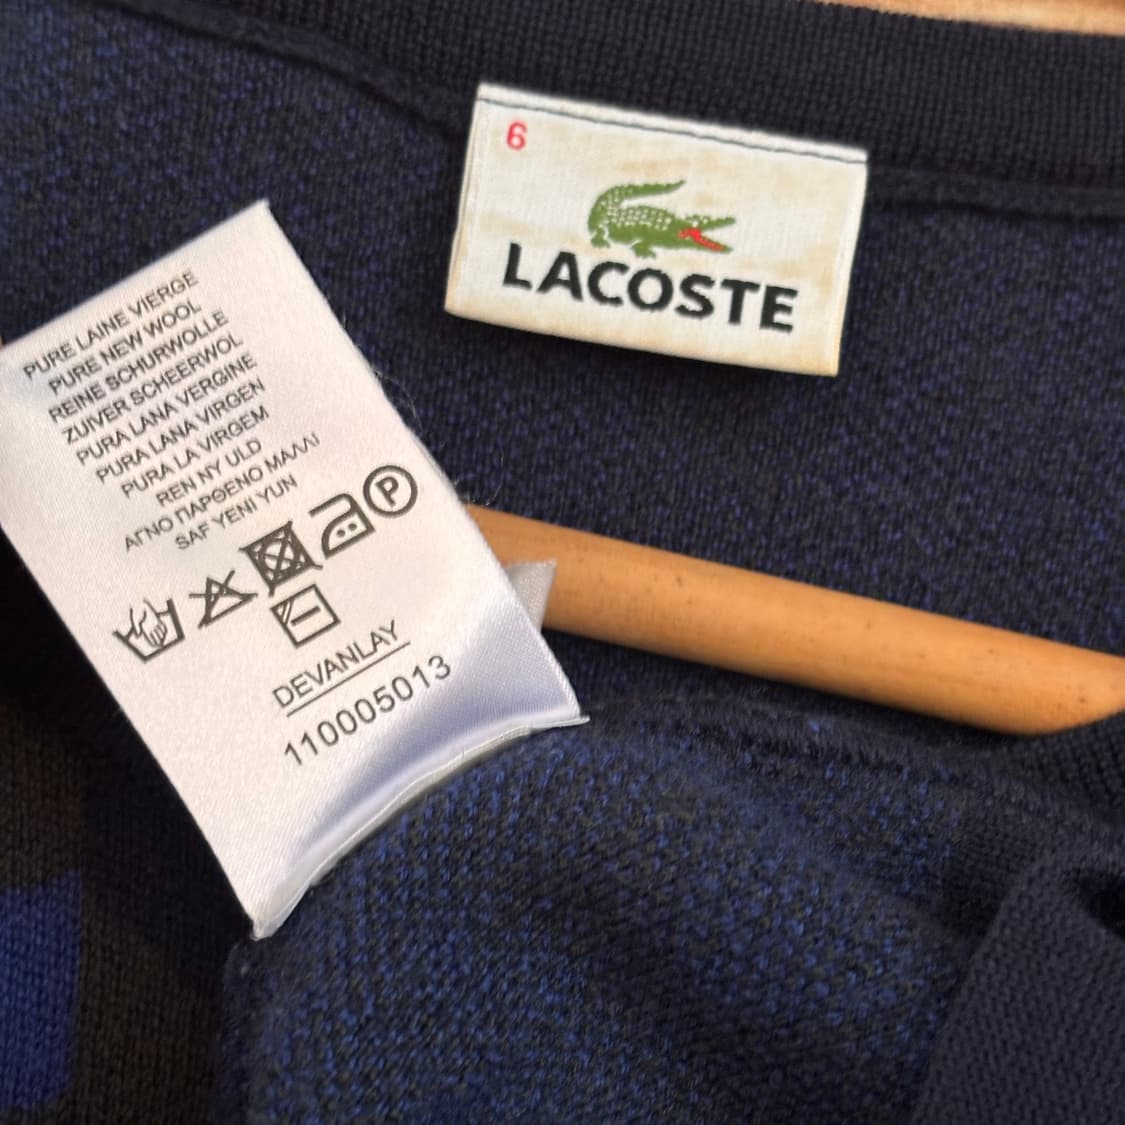 6
LACOSTE
PURE LAINE VIERGE
PURE NEW WOOL
REINE SCHURWOLLE
ZUIVER SCHEERWOL
PURA LANA VERGINE
PURA LANA VIRGEN
PURA LA VIRGEM
REN NY ULD
ΑΓΝΟ ΠΑΡΘΕΝΟ ΜΑΛΛΙ
SAF YENİ YUN
P
DEVANLAY
110005013